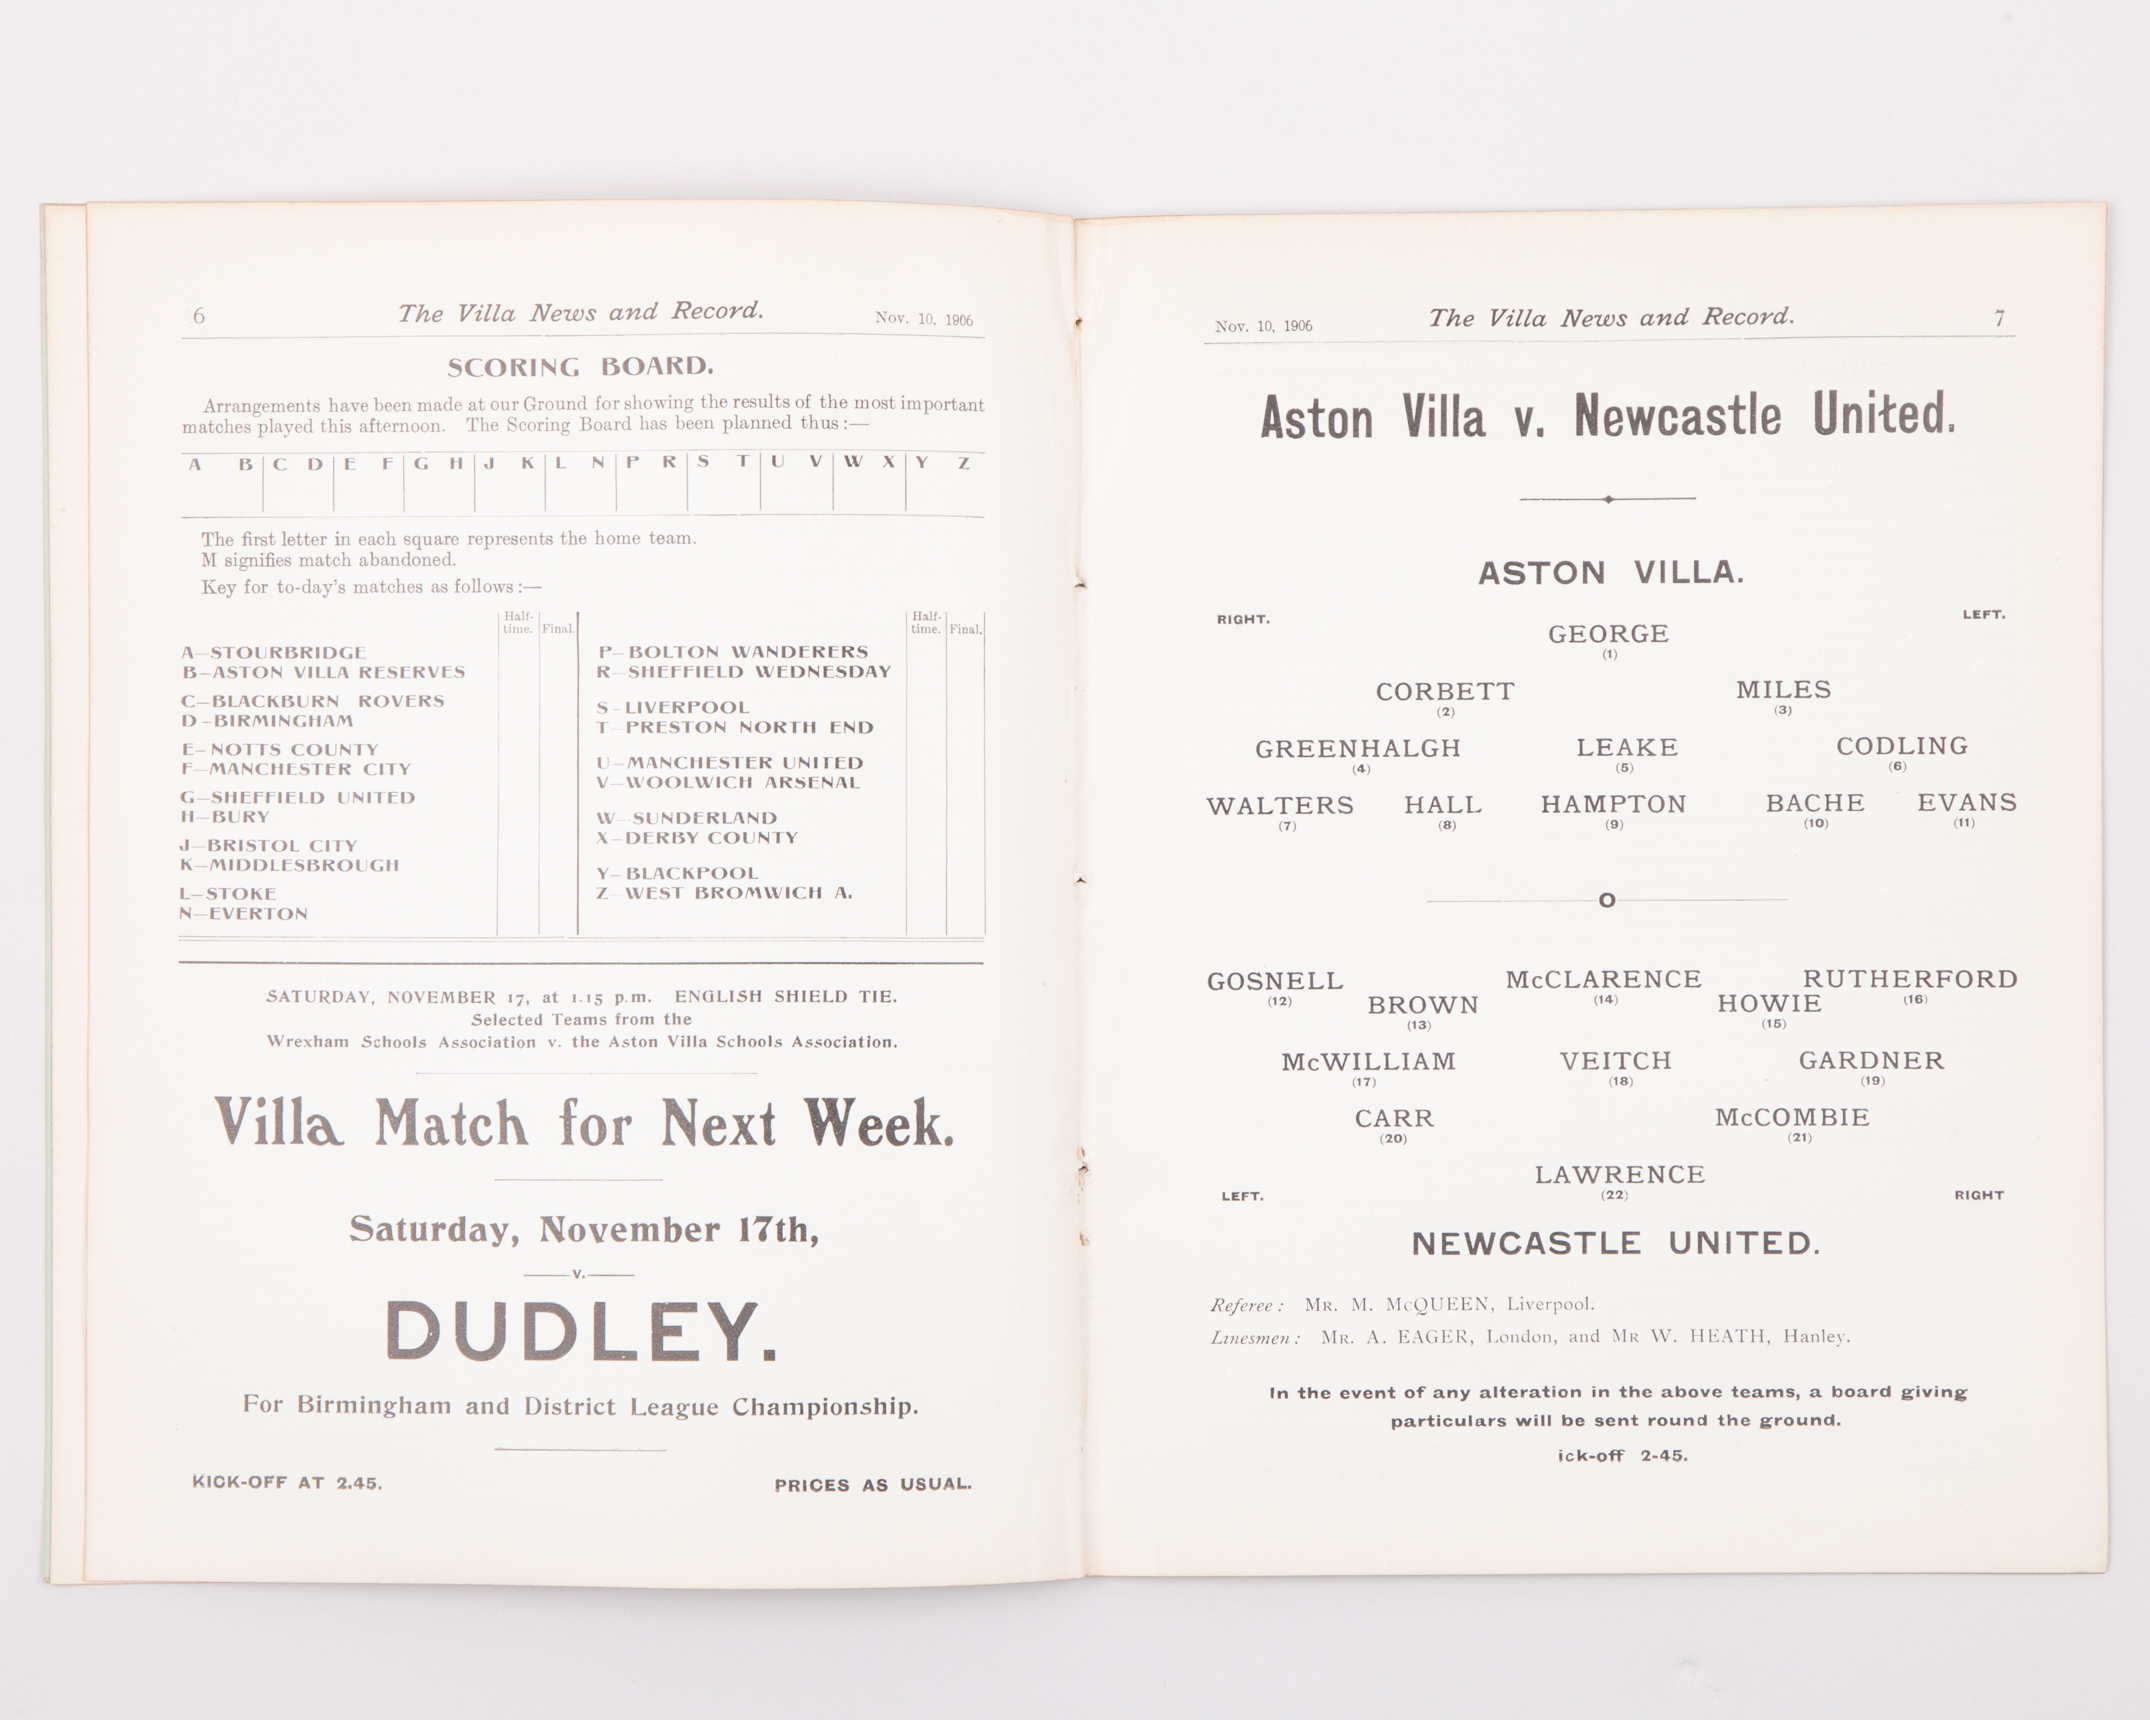 6 The Villa News and Record. Nov. 10, 1906
SCORING BOARD.
Arrangements have been made at our Ground for showing the results of the most important
matches played this afternoon. The Scoring Board has been planned thus:—
A B C D E F G H J K L N P R S T U V W X Y Z
The first letter in each square represents the home team.
M signifies match abandoned.
Key for to-day's matches as follows:—
Half-time. Final.
A—STOURBRIDGE
B—ASTON VILLA RESERVES
C—BLACKBURN ROVERS
D-BIRMINGHAM
E—NOTTS COUNTY
F—MANCHESTER CITY
G—SHEFFIELD UNITED
H—BURY
J—BRISTOL CITY
K—MIDDLESBROUGH
L—STOKE
N—EVERTON
Half-time. Final.
P—BOLTON WANDERERS
R—SHEFFIELD WEDNESDAY
S-LIVERPOOL
T—PRESTON NORTH END
U—MANCHESTER UNITED
V—WOOLWICH ARSENAL
W—SUNDERLAND
X—DERBY COUNTY
Y—BLACKPOOL
Z—WEST BROMWICH A.
SATURDAY, NOVEMBER 17, at 1.15 p.m. ENGLISH SHIELD TIE.
Selected Teams from the
Wrexham Schools Association v. the Aston Villa Schools Association.
Villa Match for Next Week.
Saturday, November 17th,
v.
DUDLEY.
For Birmingham and District League Championship.
KICK-OFF AT 2.45. PRICES AS USUAL.
Nov. 10, 1906 The Villa News and Record. 7
Aston Villa v. Newcastle United.
ASTON VILLA.
RIGHT. LEFT.
GEORGE
(1)
CORBETT MILES
(2) (3)
GREENHALGH LEAKE CODLING
(4) (5) (6)
WALTERS HALL HAMPTON BACHE EVANS
(7) (8) (9) (10) (11)
O
GOSNELL McCLARENCE RUTHERFORD
(12) (14) (16)
BROWN HOWIE
(13) (15)
McWILLIAM VEITCH GARDNER
(17) (18) (19)
CARR McCOMBIE
(20) (21)
LAWRENCE
(22)
LEFT. RIGHT
NEWCASTLE UNITED.
Referee: MR. M. McQUEEN, Liverpool.
Linesmen: MR. A. EAGER, London, and MR W. HEATH, Hanley.
In the event of any alteration in the above teams, a board giving
particulars will be sent round the ground.
ick-off 2-45.